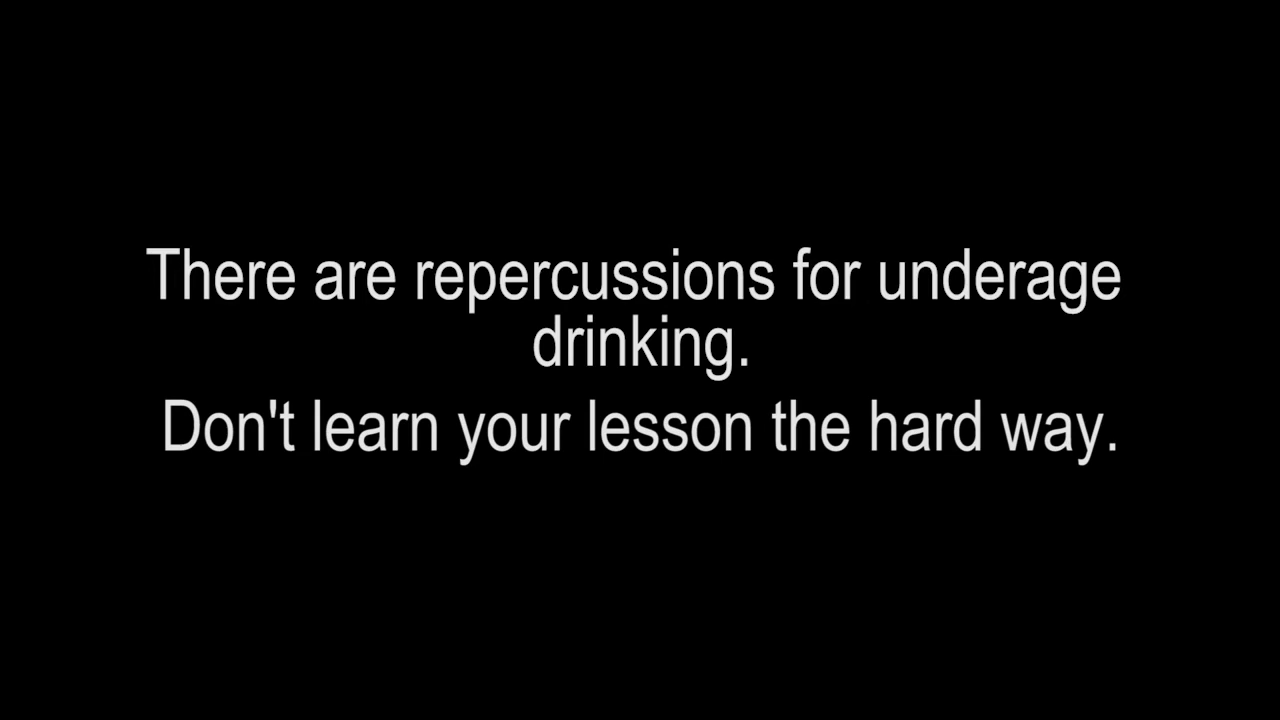 There are repercussions for underage
drinking.
Don't learn your lesson the hard way.